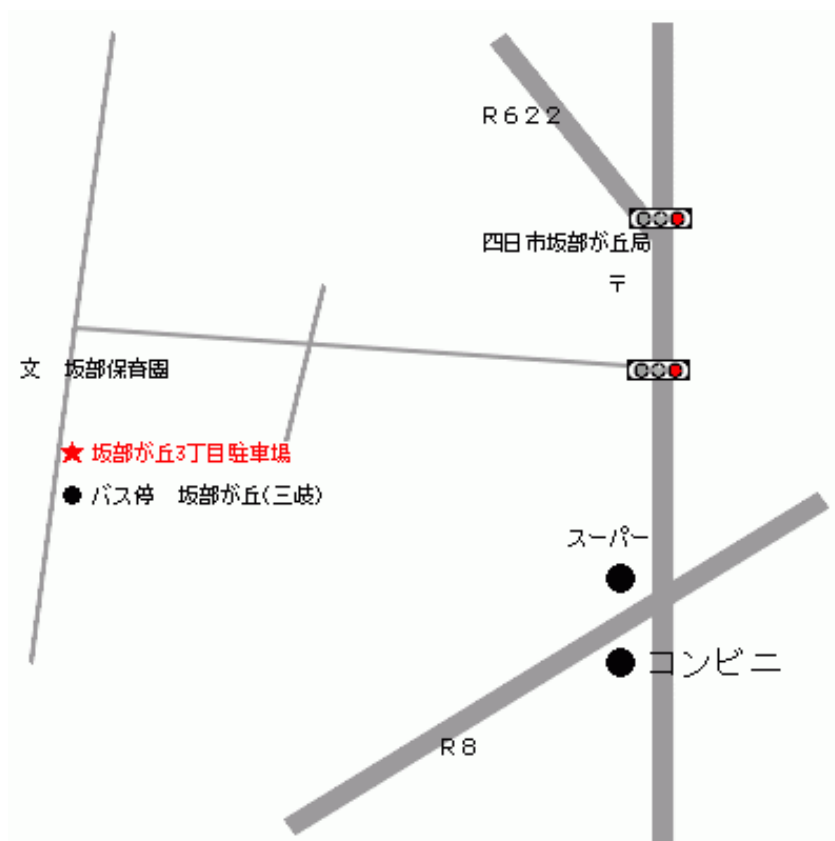 Ｒ６２２
四日市坂部が丘局
〒
文　坂部保育園
★ 坂部が丘3丁目駐車場
● バス停　坂部が丘(三岐)
スーパー
コンビニ
Ｒ８